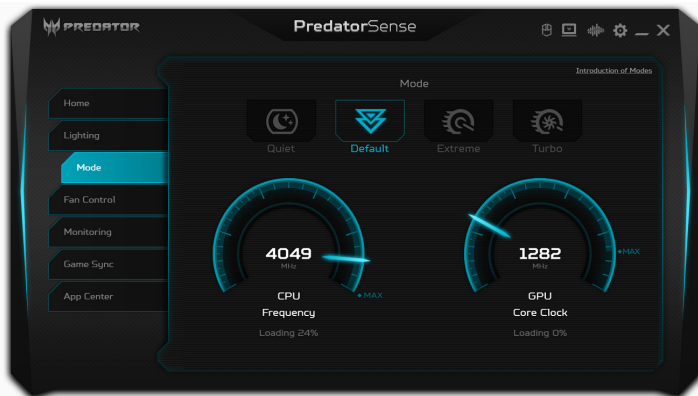 PREDATOR
PredatorSense
Introduction of Modes
Mode
Home
Lighting
Mode
Fan Control
Monitoring
Game Sync
App Center
Quiet
Default
Extreme
Turbo
4049
MHz
MAX
CPU
Frequency
Loading 24%
1282
MHz
MAX
GPU
Core Clock
Loading 0%